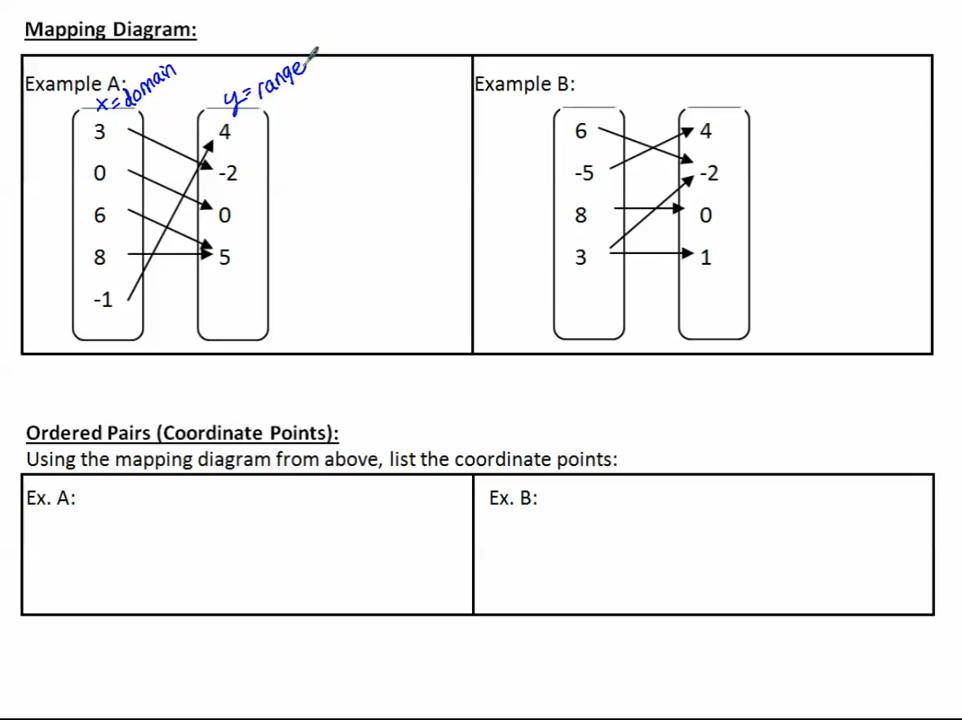 Mapping Diagram:
Example A:
x = domain
y = range
3
0
6
8
-1
4
-2
0
5
Example B:
6
-5
8
3
4
-2
0
1
Ordered Pairs (Coordinate Points):
Using the mapping diagram from above, list the coordinate points:
Ex. A:
Ex. B: